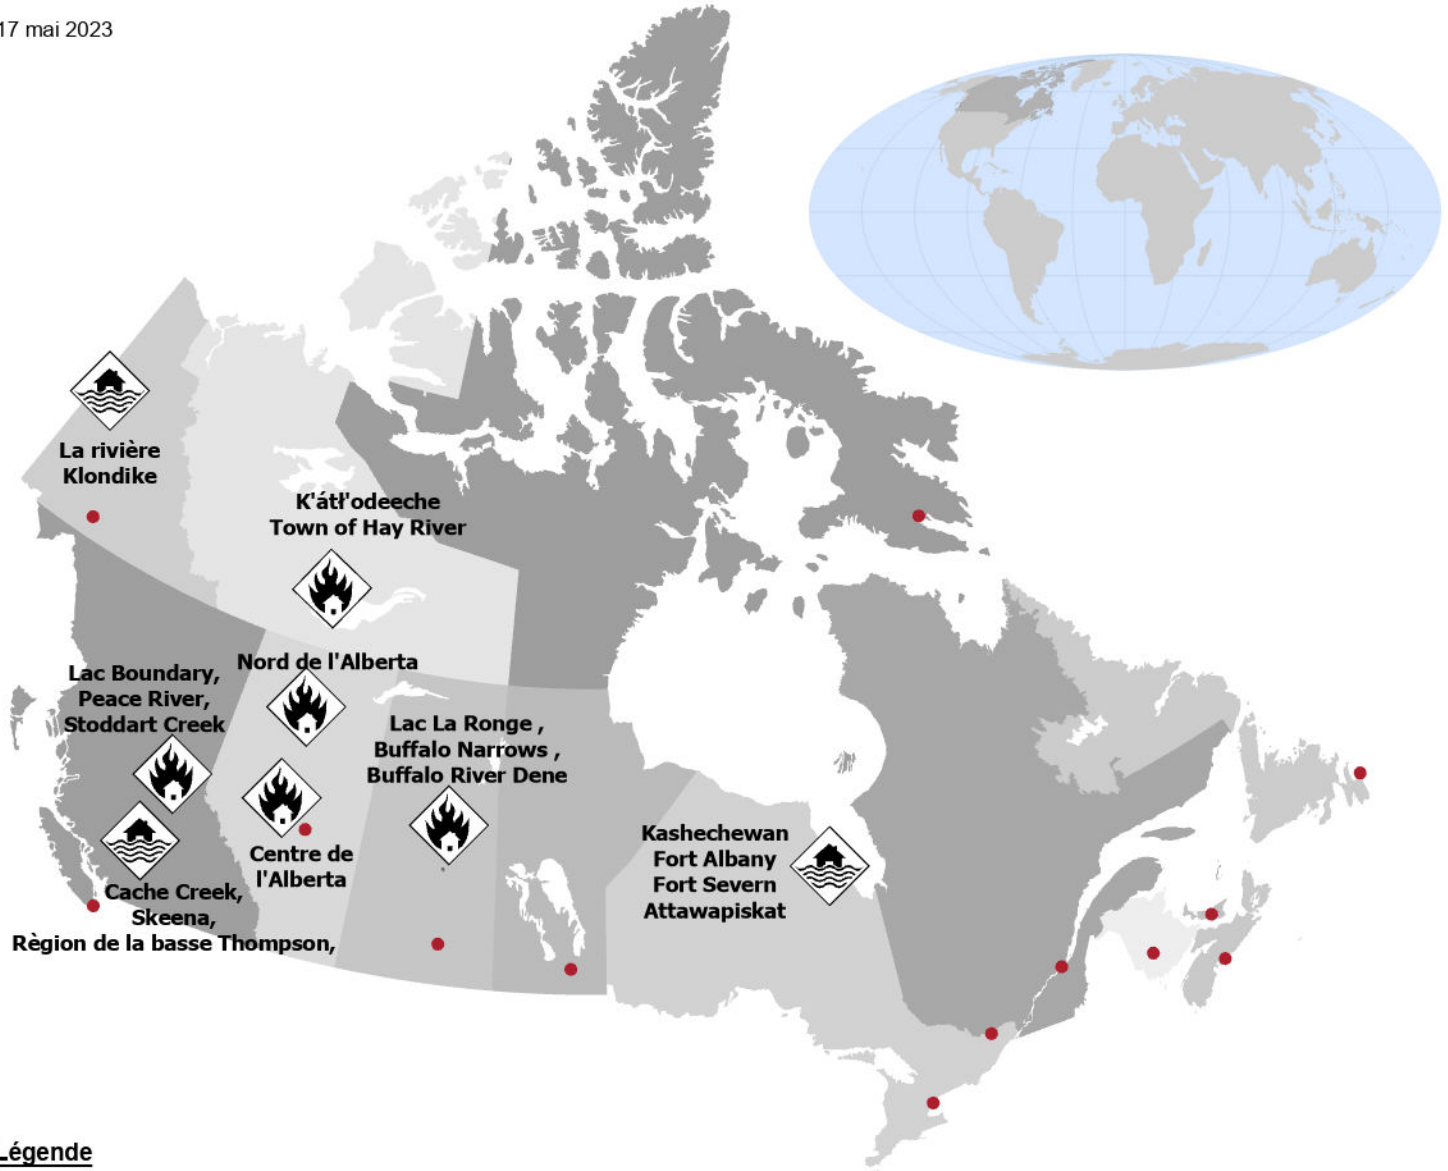 17 mai 2023
La rivière
Klondike
K'átł'odeeche
Town of Hay River
Nord de l'Alberta
Lac Boundary,
Peace River,
Stoddart Creek
Lac La Ronge ,
Buffalo Narrows ,
Buffalo River Dene
Centre de
l'Alberta
Cache Creek,
Skeena,
Règion de la basse Thompson,
Kashechewan
Fort Albany
Fort Severn
Attawapiskat
Légende